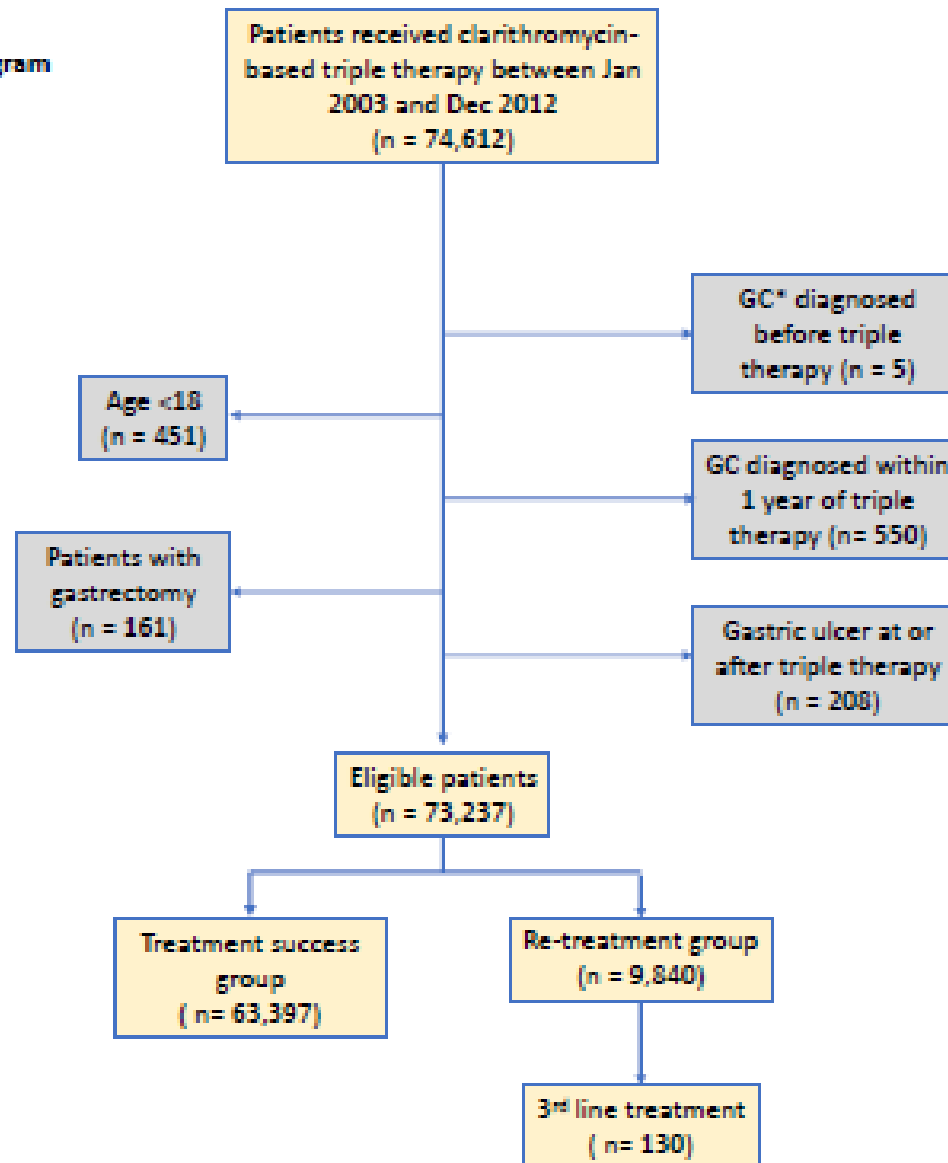 gram
Patients received clarithromycin-
based triple therapy between Jan
2003 and Dec 2012
(n = 74,612)
GC* diagnosed
before triple
therapy (n = 5)
Age <18
(n = 451)
GC diagnosed within
1 year of triple
therapy (n= 550)
Patients with
gastrectomy
(n = 161)
Gastric ulcer at or
after triple therapy
(n = 208)
Eligible patients
(n = 73,237)
Treatment success
group
( n= 63,397)
Re-treatment group
(n = 9,840)
3rd line treatment
( n= 130)